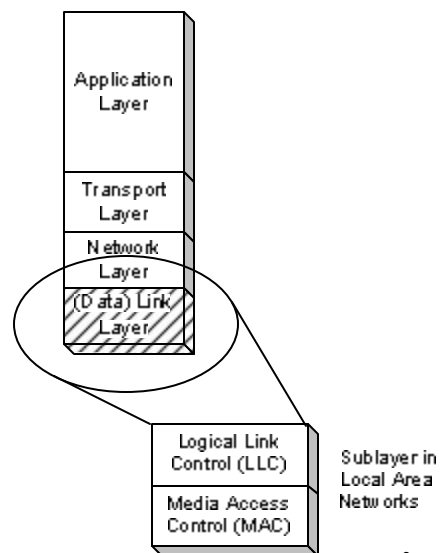 Application
Layer
Transport
Layer
Network
Layer
(Data) Link
Layer
Logical Link
Control (LLC)
Media Access
Control (MAC)
Sublayer in
Local Area
Networks